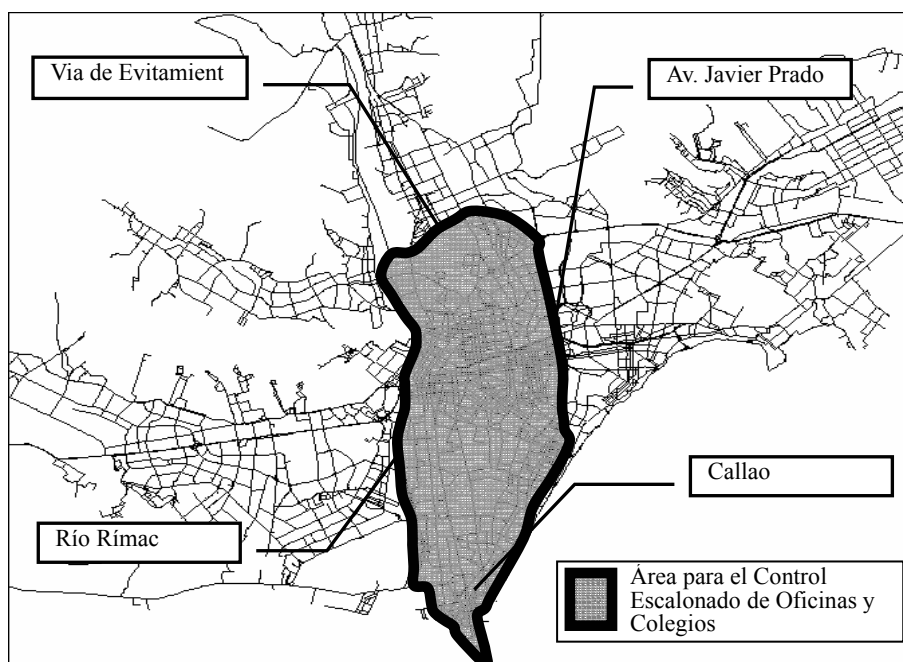 Via de Evitamient
Av. Javier Prado
Callao
Río Rímac
Área para el Control
Escalonado de Oficinas y
Colegios